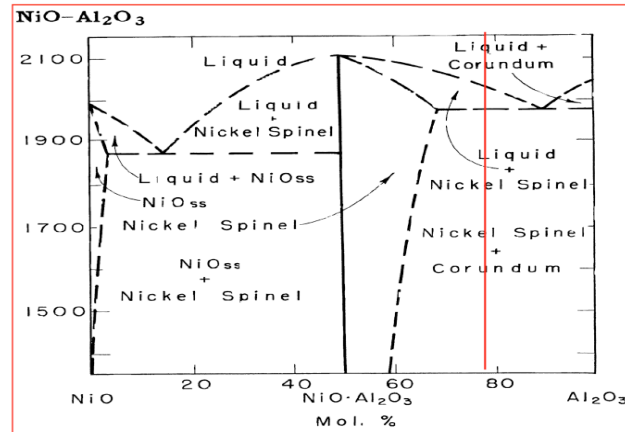 NiO-Al₂O₃
Liquid
Liquid +
Corundum
2100
Liquid
+
Nickel Spinel
1900
Liquid + NiOss
NiOss
Liquid
+
Nickel Spinel
1700
Nickel Spinel
Nickel Spinel
+
Corundum
NiOss
+
Nickel Spinel
1500
20
40
60
80
NiO
NiO·Al₂O₃
Al₂O₃
Mol. %